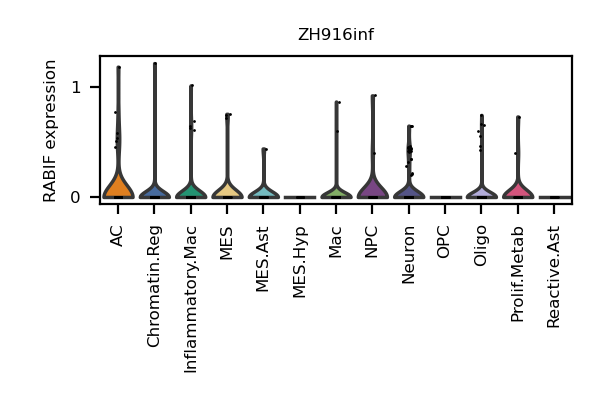 ZH916inf
RABIF expression
1
0
AC
Chromatin.Reg
Inflammatory.Mac
MES
MES.Ast
MES.Hyp
Mac
NPC
Neuron
OPC
Oligo
Prolif.Metab
Reactive.Ast